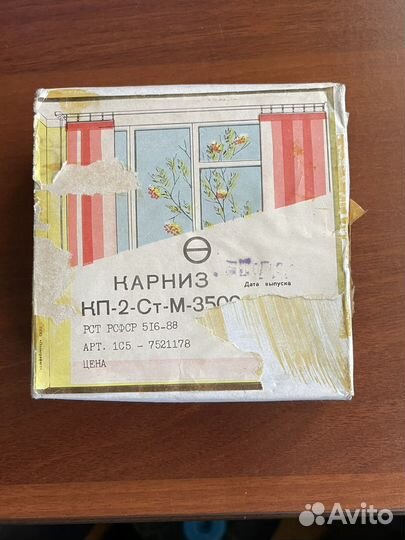 КАРНИЗ
Дата выпуска
КП-2-Ст-М-3500
РСТ РСФСР 516-88
АРТ. 1С5 - 7521178
ЦЕНА
Avito